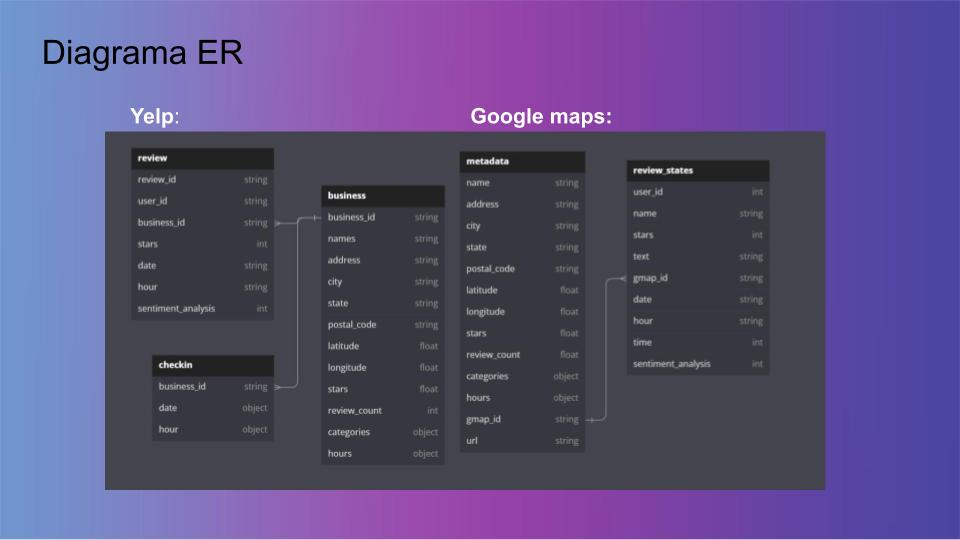 Diagrama ER
Yelp:
Google maps:
review
review_id string
user_id string
business_id string
stars int
date string
hour string
sentiment_analysis int
checkin
business_id string
date object
hour object
business
business_id string
names string
address string
city string
state string
postal_code string
latitude float
longitude float
stars float
review_count int
categories object
hours object
metadata
name string
address string
city string
state string
postal_code string
latitude float
longitude float
stars float
review_count float
categories object
hours object
gmap_id string
url string
review_states
user_id int
name string
stars int
text string
gmap_id string
date string
hour string
time int
sentiment_analysis int